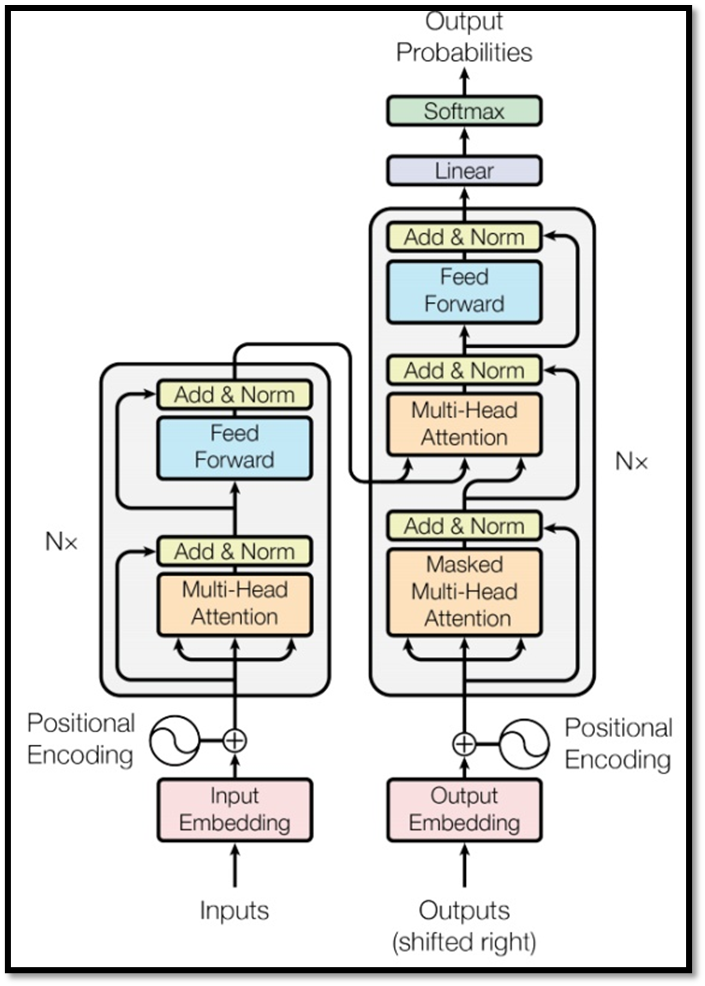 Output
Probabilities
Softmax
Linear
Add & Norm
Feed
Forward
Add & Norm
Multi-Head
Attention
Add & Norm
Masked
Multi-Head
Attention
Nx
Add & Norm
Feed
Forward
Add & Norm
Multi-Head
Attention
Nx
Positional
Encoding
Positional
Encoding
Input
Embedding
Output
Embedding
Inputs
Outputs
(shifted right)